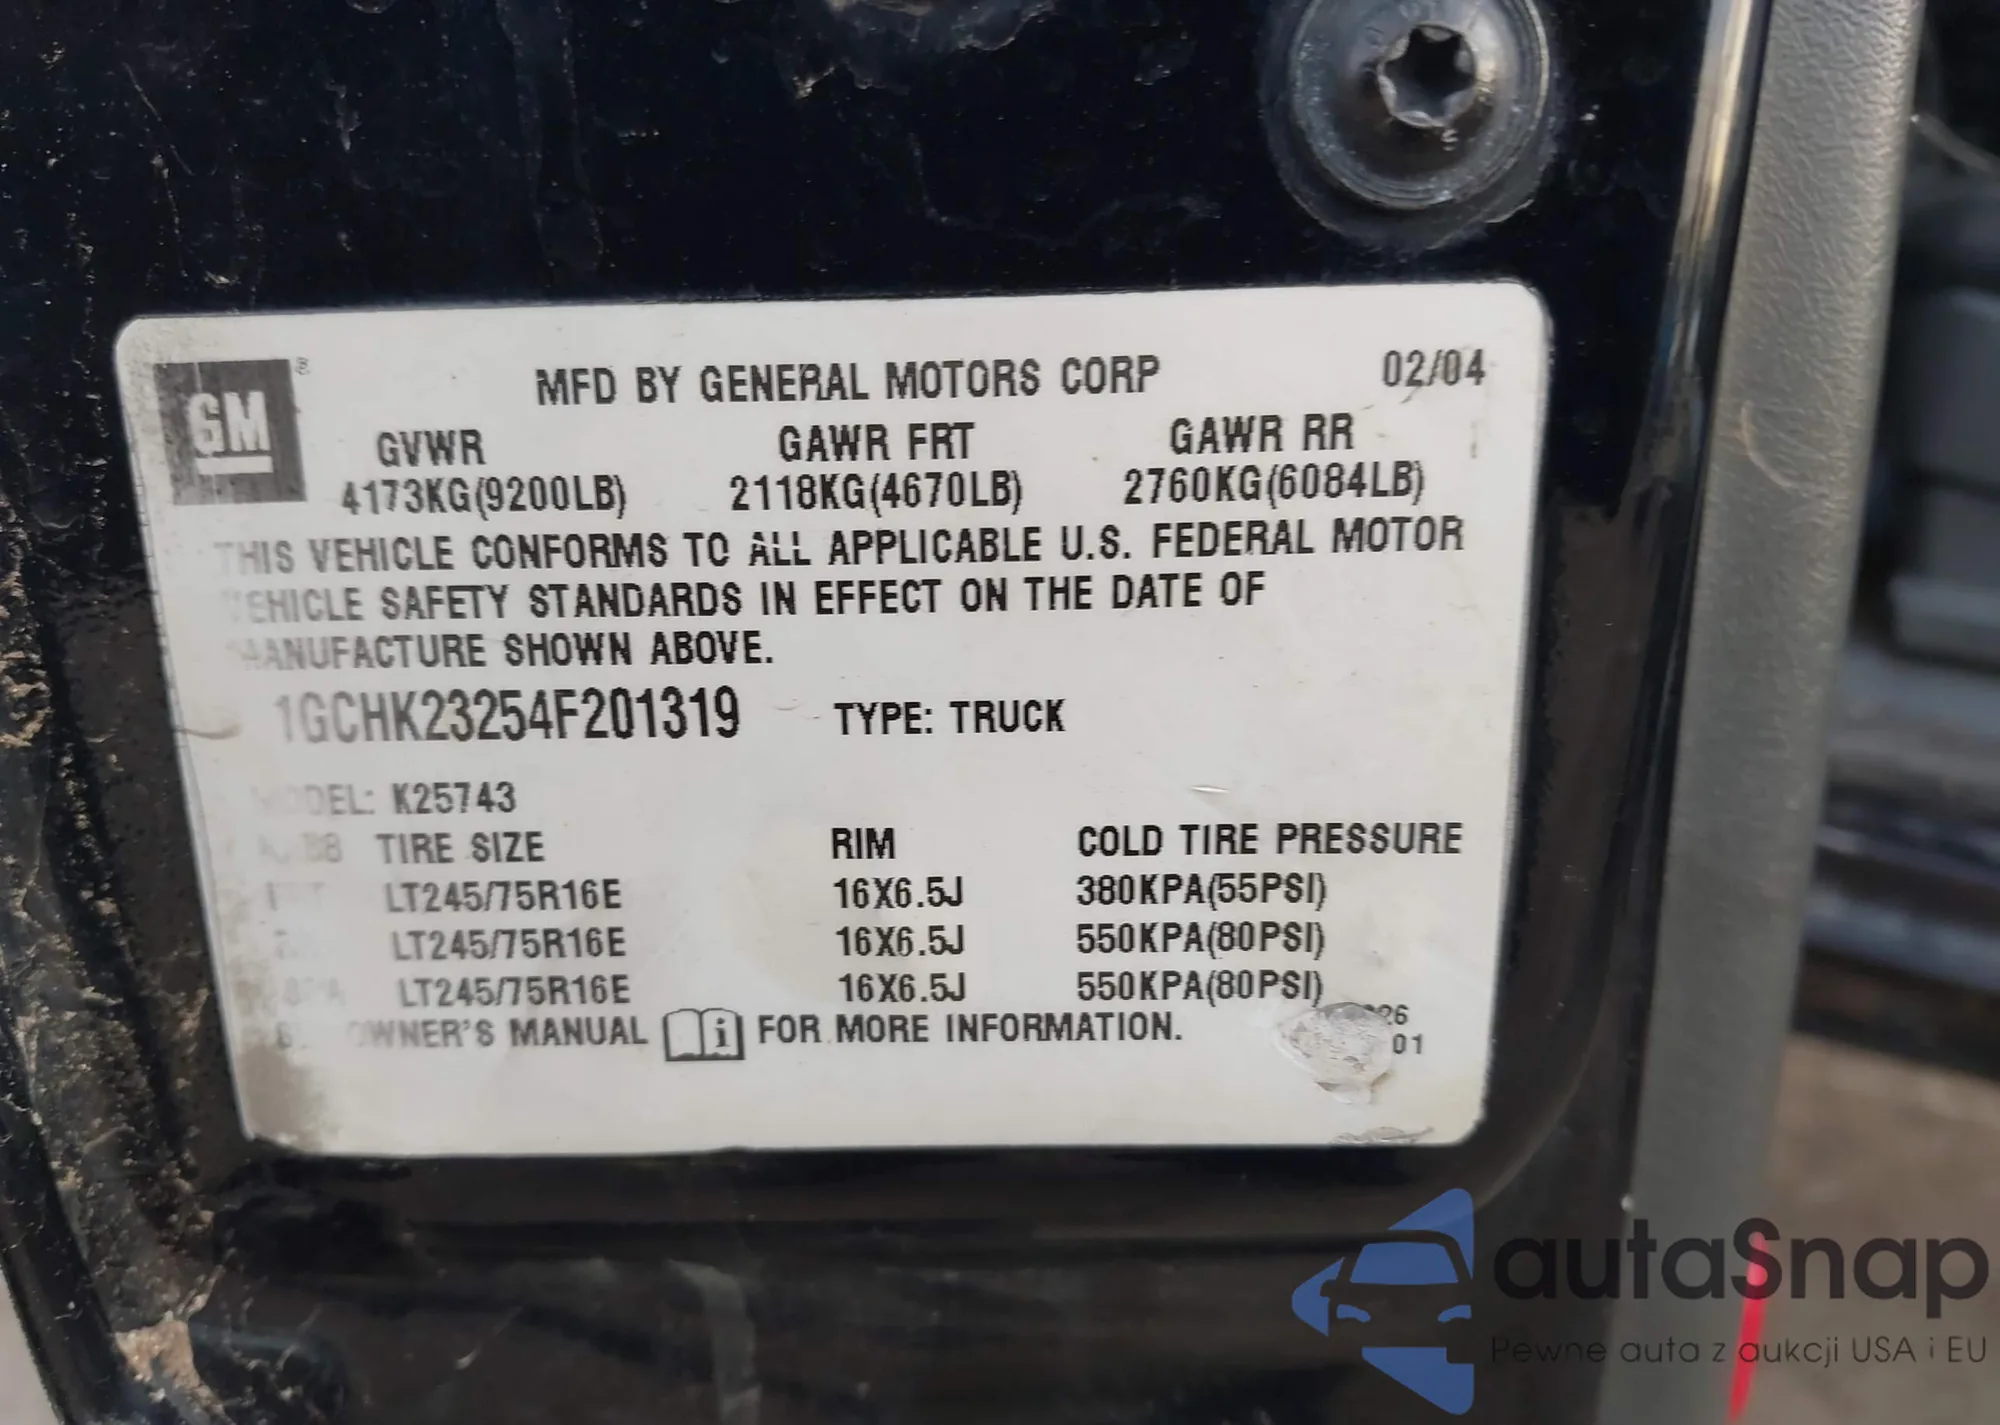 GM ®
MFD BY GENERAL MOTORS CORP 02/04
GVWR GAWR FRT GAWR RR
4173KG(9200LB) 2118KG(4670LB) 2760KG(6084LB)
THIS VEHICLE CONFORMS TO ALL APPLICABLE U.S. FEDERAL MOTOR
VEHICLE SAFETY STANDARDS IN EFFECT ON THE DATE OF
MANUFACTURE SHOWN ABOVE.
1GCHK23254F201319 TYPE: TRUCK
MODEL: K25743
TIRE SIZE RIM COLD TIRE PRESSURE
LT245/75R16E 16X6.5J 380KPA(55PSI)
LT245/75R16E 16X6.5J 550KPA(80PSI)
LT245/75R16E 16X6.5J 550KPA(80PSI)
OWNER'S MANUAL i FOR MORE INFORMATION.
01
autaSnap
Pewne auta z aukcji USA i EU